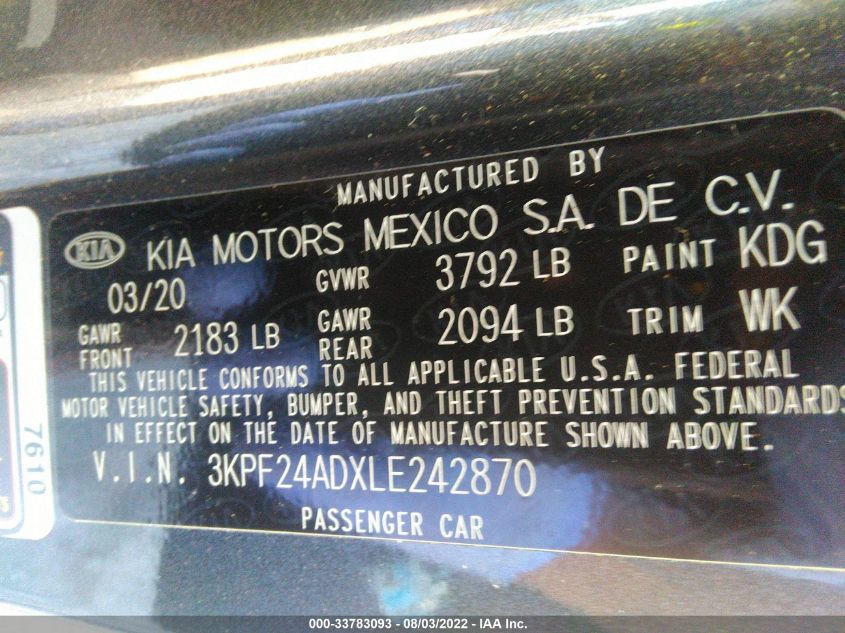 MANUFACTURED BY
KIA KIA MOTORS MEXICO S.A. DE C.V.
03/20 GVWR 3792 LB PAINT KDG
GAWR FRONT 2183 LB GAWR REAR 2094 LB TRIM WK
THIS VEHICLE CONFORMS TO ALL APPLICABLE U.S.A. FEDERAL
MOTOR VEHICLE SAFETY, BUMPER, AND THEFT PREVENTION STANDARDS
IN EFFECT ON THE DATE OF MANUFACTURE SHOWN ABOVE.
V.I.N. 3KPF24ADXLE242870
PASSENGER CAR
7610
000-33783093 - 08/03/2022 - IAA Inc.